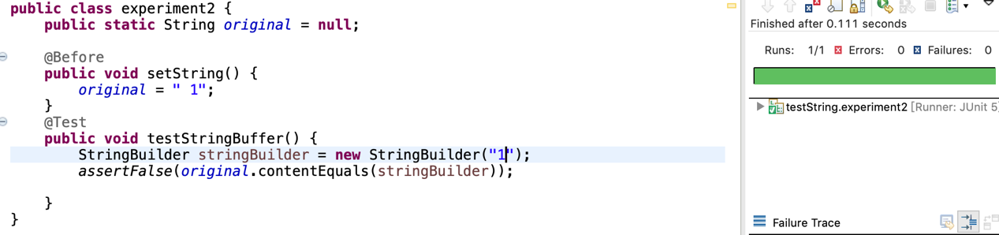 public class experiment2 {
    public static String original = null;
    @Before
    public void setString() {
        original = " 1";
    }
    @Test
    public void testStringBuffer() {
        StringBuilder stringBuilder = new StringBuilder("1");
        assertFalse(original.contentEquals(stringBuilder));
    }
}
Finished after 0.111 seconds
Runs: 1/1 Errors: 0 Failures: 0
testString.experiment2 [Runner: JUnit 5]
Failure Trace